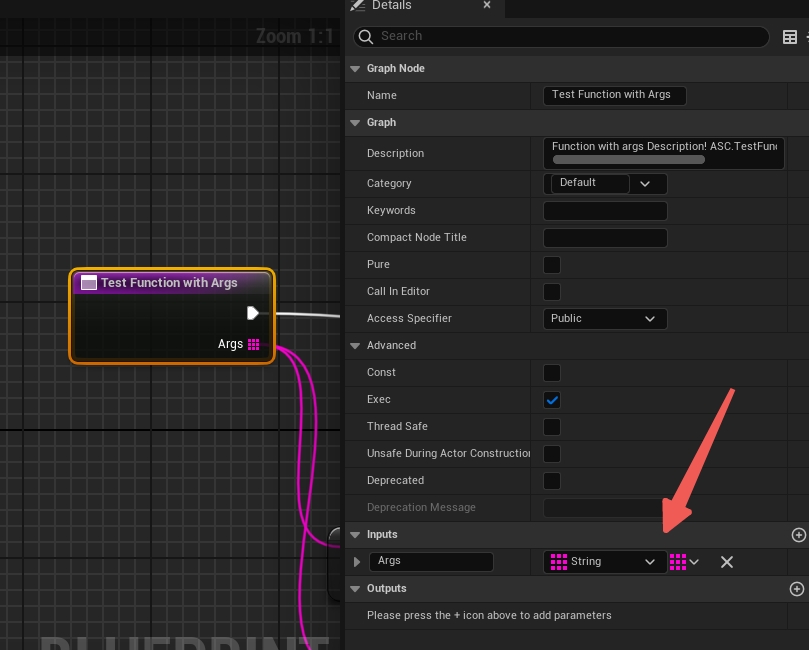 Details
Zoom 1:1
Search
Graph Node
Name
Test Function with Args
Graph
Description
Function with args Description! ASC.TestFunc
Category
Default
Keywords
Compact Node Title
Pure
Call In Editor
Access Specifier
Public
Advanced
Const
Exec
Thread Safe
Unsafe During Actor Construction
Deprecated
Deprecation Message
Inputs
Args
String
Outputs
Please press the + icon above to add parameters
Test Function with Args
Args
BLUEPRINT